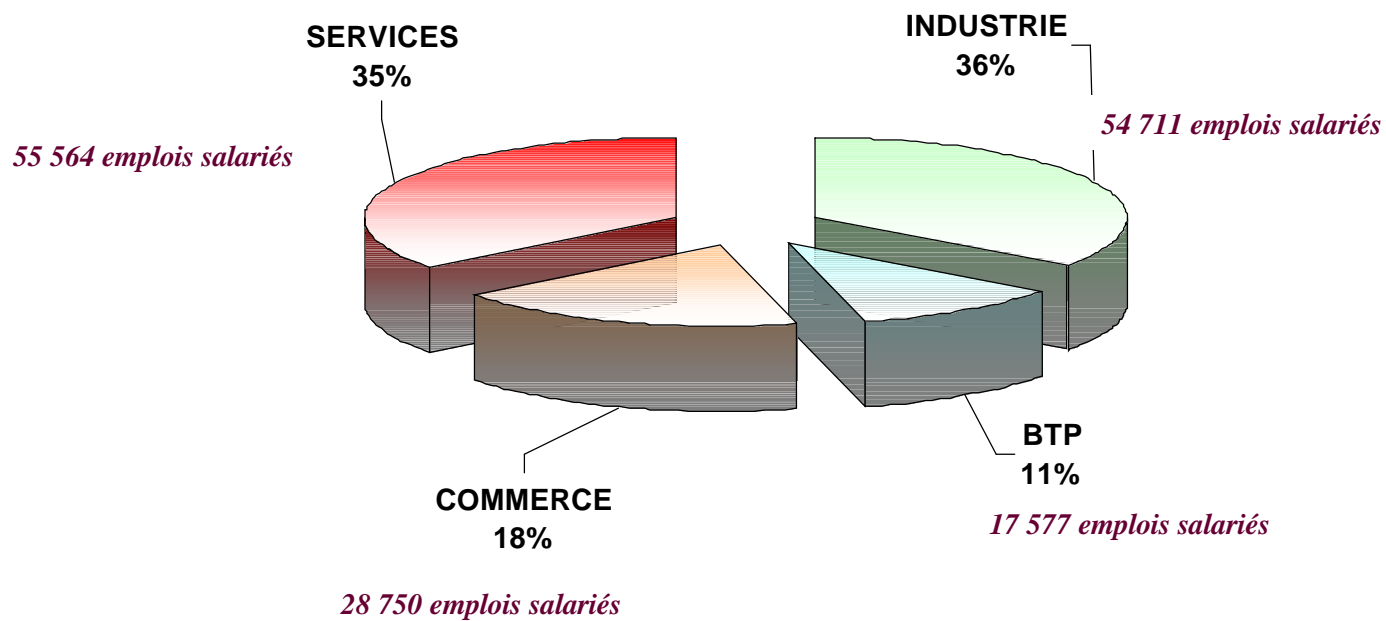 SERVICES
35%
55 564 emplois salariés
INDUSTRIE
36%
54 711 emplois salariés
BTP
11%
17 577 emplois salariés
COMMERCE
18%
28 750 emplois salariés